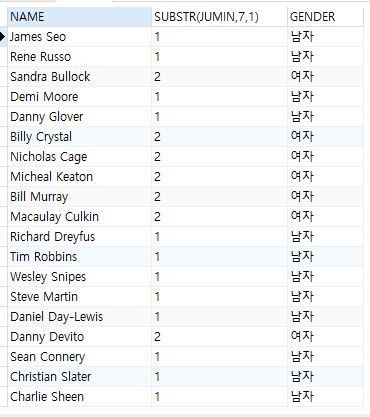 NAME SUBSTR(JUMIN,7,1) GENDER
James Seo 1 남자
Rene Russo 1 남자
Sandra Bullock 2 여자
Demi Moore 1 남자
Danny Glover 1 남자
Billy Crystal 2 여자
Nicholas Cage 2 여자
Micheal Keaton 2 여자
Bill Murray 2 여자
Macaulay Culkin 2 여자
Richard Dreyfus 1 남자
Tim Robbins 1 남자
Wesley Snipes 1 남자
Steve Martin 1 남자
Daniel Day-Lewis 1 남자
Danny Devito 2 여자
Sean Connery 1 남자
Christian Slater 1 남자
Charlie Sheen 1 남자